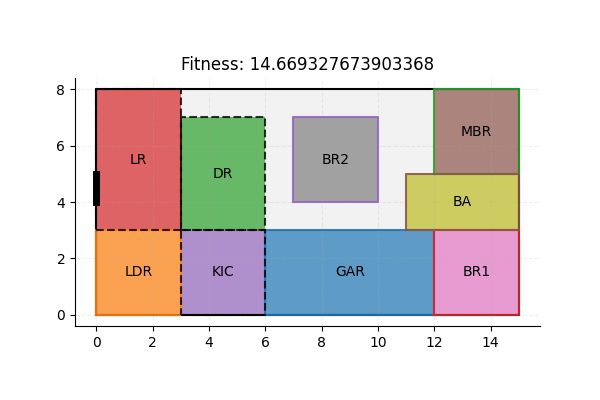 Fitness: 14.669327673903368
8
6
4
2
0
LR
DR
BR2
MBR
BA
LDR
KIC
GAR
BR1
0 2 4 6 8 10 12 14